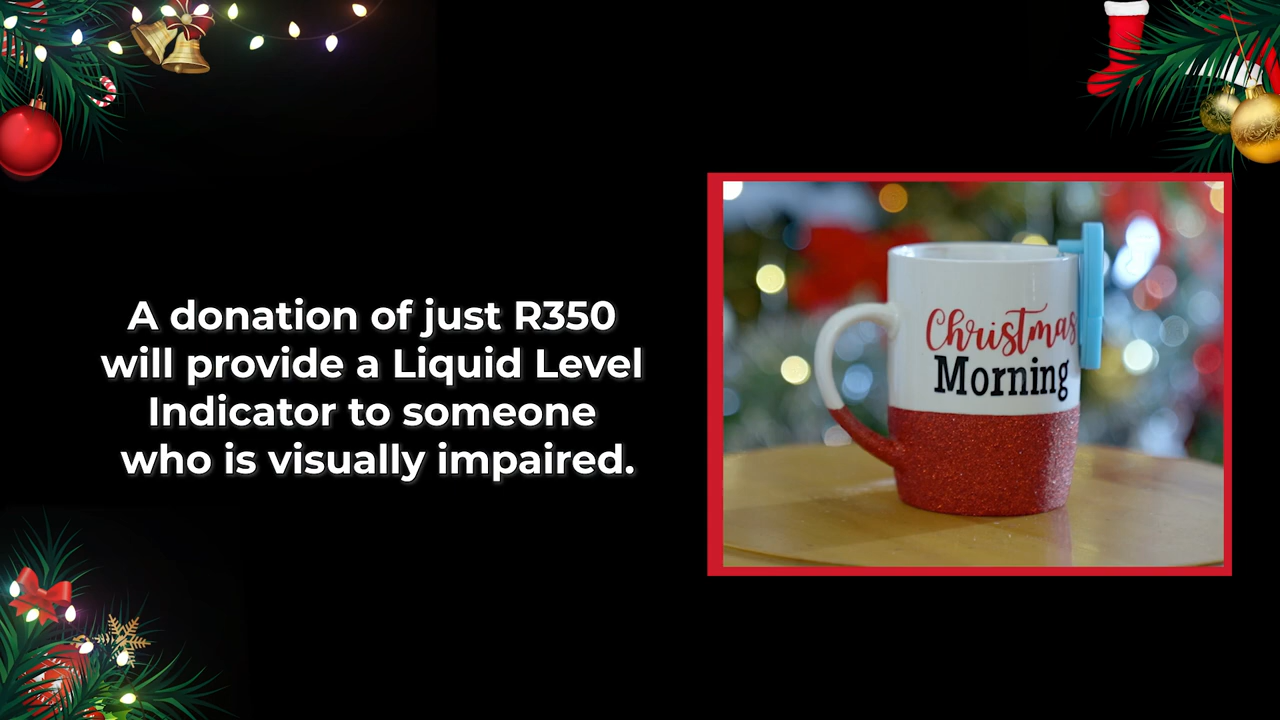 A donation of just R350
will provide a Liquid Level
Indicator to someone
who is visually impaired.
Christmas
Morning